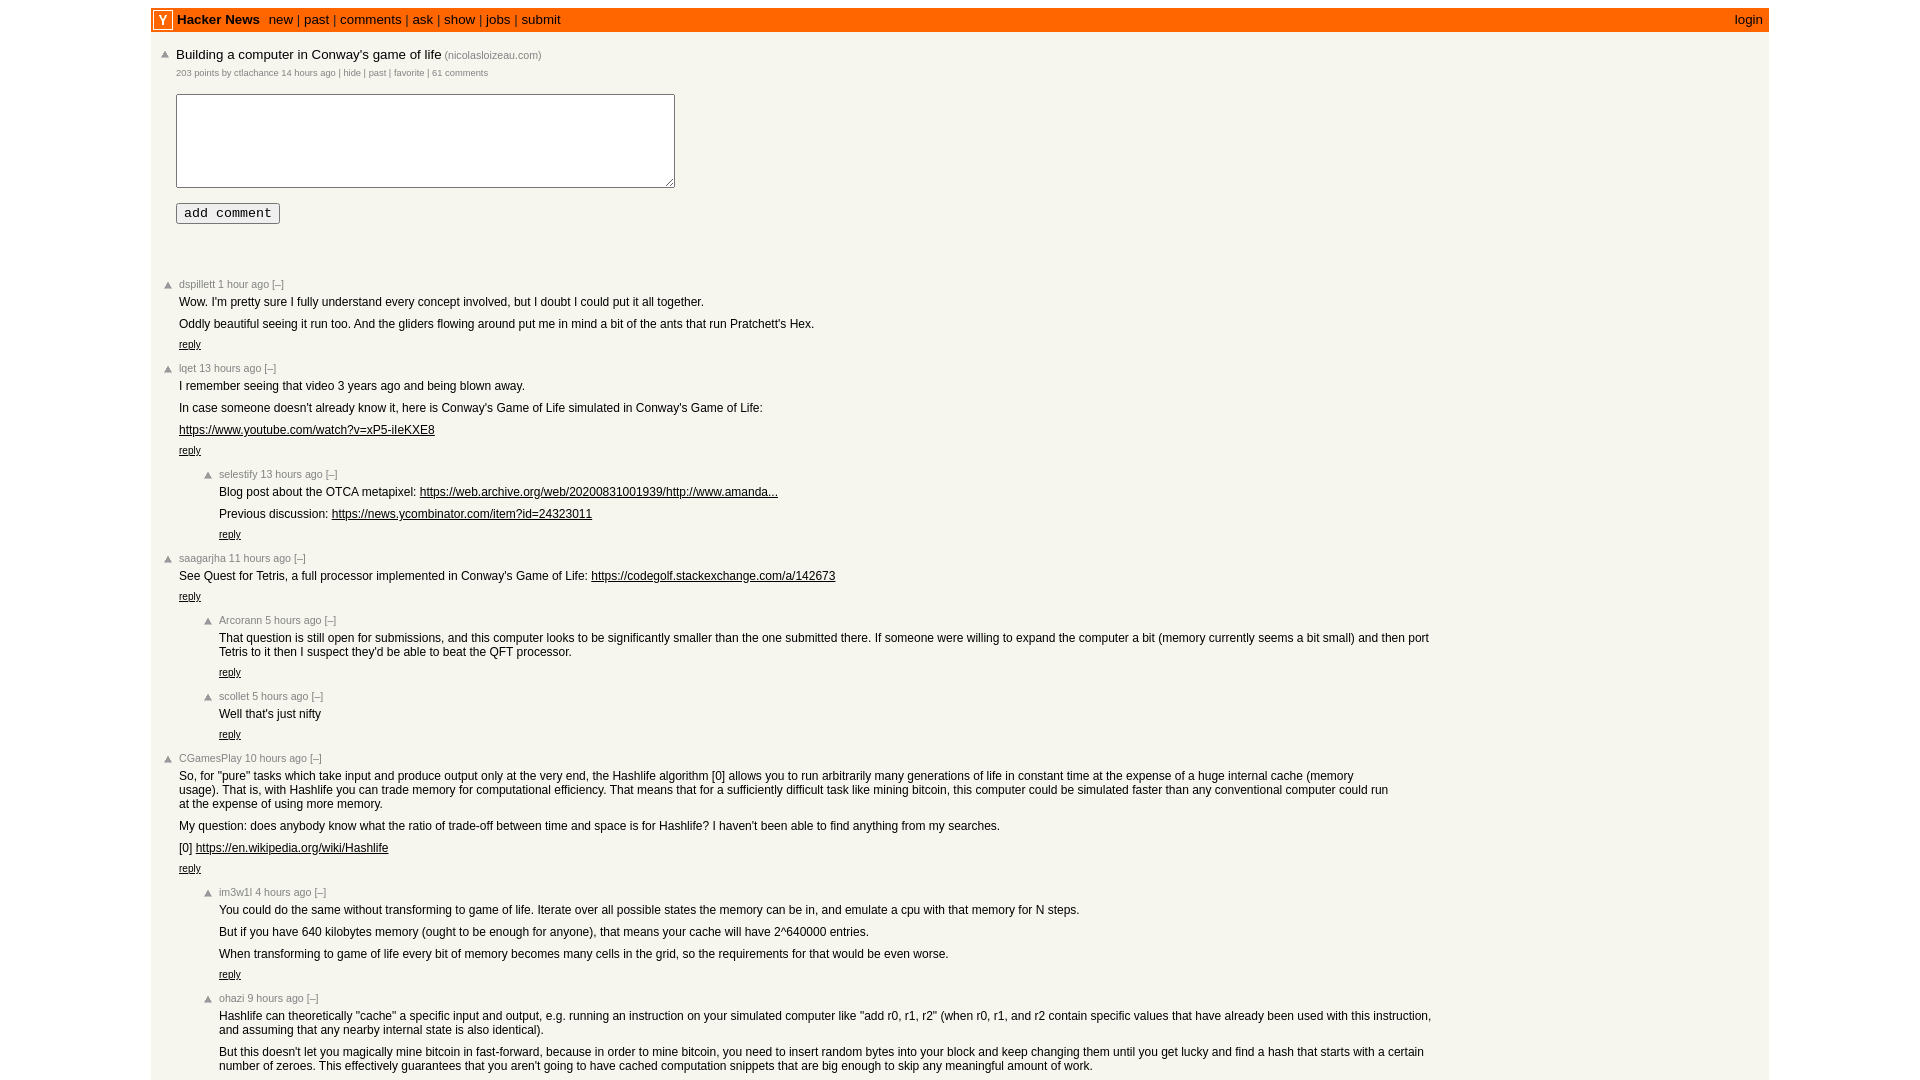 Y Hacker News new | past | comments | ask | show | jobs | submit login
Building a computer in Conway's game of life (nicolasloizeau.com)
203 points by ctlachance 14 hours ago | hide | past | favorite | 61 comments
add comment
dspillett 1 hour ago [–]
Wow. I'm pretty sure I fully understand every concept involved, but I doubt I could put it all together.
Oddly beautiful seeing it run too. And the gliders flowing around put me in mind a bit of the ants that run Pratchett's Hex.
reply
lqet 13 hours ago [–]
I remember seeing that video 3 years ago and being blown away.
In case someone doesn't already know it, here is Conway's Game of Life simulated in Conway's Game of Life:
https://www.youtube.com/watch?v=xP5-iIeKXE8
reply
selestify 13 hours ago [–]
Blog post about the OTCA metapixel: https://web.archive.org/web/20200831001939/http://www.amanda...
Previous discussion: https://news.ycombinator.com/item?id=24323011
reply
saagarjha 11 hours ago [–]
See Quest for Tetris, a full processor implemented in Conway's Game of Life: https://codegolf.stackexchange.com/a/142673
reply
Arcorann 5 hours ago [–]
That question is still open for submissions, and this computer looks to be significantly smaller than the one submitted there. If someone were willing to expand the computer a bit (memory currently seems a bit small) and then port
Tetris to it then I suspect they'd be able to beat the QFT processor.
reply
scollet 5 hours ago [–]
Well that's just nifty
reply
CGamesPlay 10 hours ago [–]
So, for "pure" tasks which take input and produce output only at the very end, the Hashlife algorithm [0] allows you to run arbitrarily many generations of life in constant time at the expense of a huge internal cache (memory
usage). That is, with Hashlife you can trade memory for computational efficiency. That means that for a sufficiently difficult task like mining bitcoin, this computer could be simulated faster than any conventional computer could run
at the expense of using more memory.
My question: does anybody know what the ratio of trade-off between time and space is for Hashlife? I haven't been able to find anything from my searches.
[0] https://en.wikipedia.org/wiki/Hashlife
reply
im3w1l 4 hours ago [–]
You could do the same without transforming to game of life. Iterate over all possible states the memory can be in, and emulate a cpu with that memory for N steps.
But if you have 640 kilobytes memory (ought to be enough for anyone), that means your cache will have 2^640000 entries.
When transforming to game of life every bit of memory becomes many cells in the grid, so the requirements for that would be even worse.
reply
ohazi 9 hours ago [–]
Hashlife can theoretically "cache" a specific input and output, e.g. running an instruction on your simulated computer like "add r0, r1, r2" (when r0, r1, and r2 contain specific values that have already been used with this instruction,
and assuming that any nearby internal state is also identical).
But this doesn't let you magically mine bitcoin in fast-forward, because in order to mine bitcoin, you need to insert random bytes into your block and keep changing them until you get lucky and find a hash that starts with a certain
number of zeroes. This effectively guarantees that you aren't going to have cached computation snippets that are big enough to skip any meaningful amount of work.